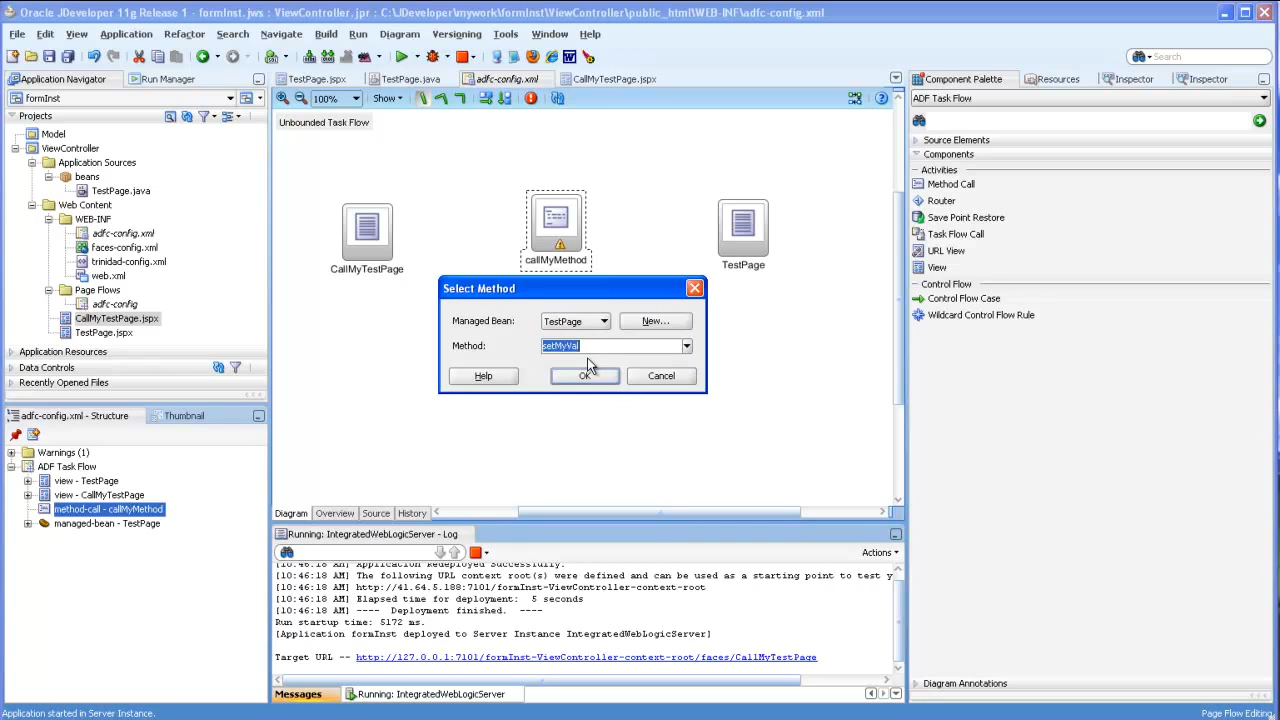 Oracle JDeveloper 11g Release 1 - formInst.jws : ViewController.jpr : C:\JDeveloper\mywork\formInst\ViewController\public_html\WEB-INF\adfc-config.xml
File Edit View Application Refactor Search Navigate Build Run Diagram Versioning Tools Window Help
Search
Application Navigator
Run Manager
TestPage.jspx
TestPage.java
adfc-config.xml
CallMyTestPage.jspx
Component Palette
Resources
Inspector
Inspector
formInst
100%
Show
ADF Task Flow
Projects
Unbounded Task Flow
Model
ViewController
Application Sources
beans
TestPage.java
Web Content
WEB-INF
adfc-config.xml
faces-config.xml
trinidad-config.xml
web.xml
Page Flows
adfc-config
CallMyTestPage.jspx
TestPage.jspx
Application Resources
Data Controls
Recently Opened Files
Source Elements
Components
Activities
Method Call
Router
Save Point Restore
Task Flow Call
URL View
View
Control Flow
Control Flow Case
Wildcard Control Flow Rule
Diagram Annotations
CallMyTestPage
callMyMethod
TestPage
Select Method
Managed Bean:
TestPage
New...
Method:
setMyVal
Help
OK
Cancel
adfc-config.xml - Structure
Thumbnail
Warnings (1)
ADF Task Flow
view - TestPage
view - CallMyTestPage
method-call - callMyMethod
managed-bean - TestPage
Diagram Overview Source History
Running: IntegratedWebLogicServer - Log
Actions
[10:46:18 AM] Application Redeployed Successfully.
[10:46:18 AM] The following URL context root(s) were defined and can be used as a starting point to test y
[10:46:18 AM] http://41.64.5.188:7101/formInst-ViewController-context-root
[10:46:18 AM] Elapsed time for deployment: 5 seconds
[10:46:18 AM] ---- Deployment finished. ----
Run startup time: 5172 ms.
[Application formInst deployed to Server Instance IntegratedWebLogicServer]
Target URL -- http://127.0.0.1:7101/formInst-ViewController-context-root/faces/CallMyTestPage
Messages
Running: IntegratedWebLogicServer
Application started in Server Instance.
Page Flow Editing